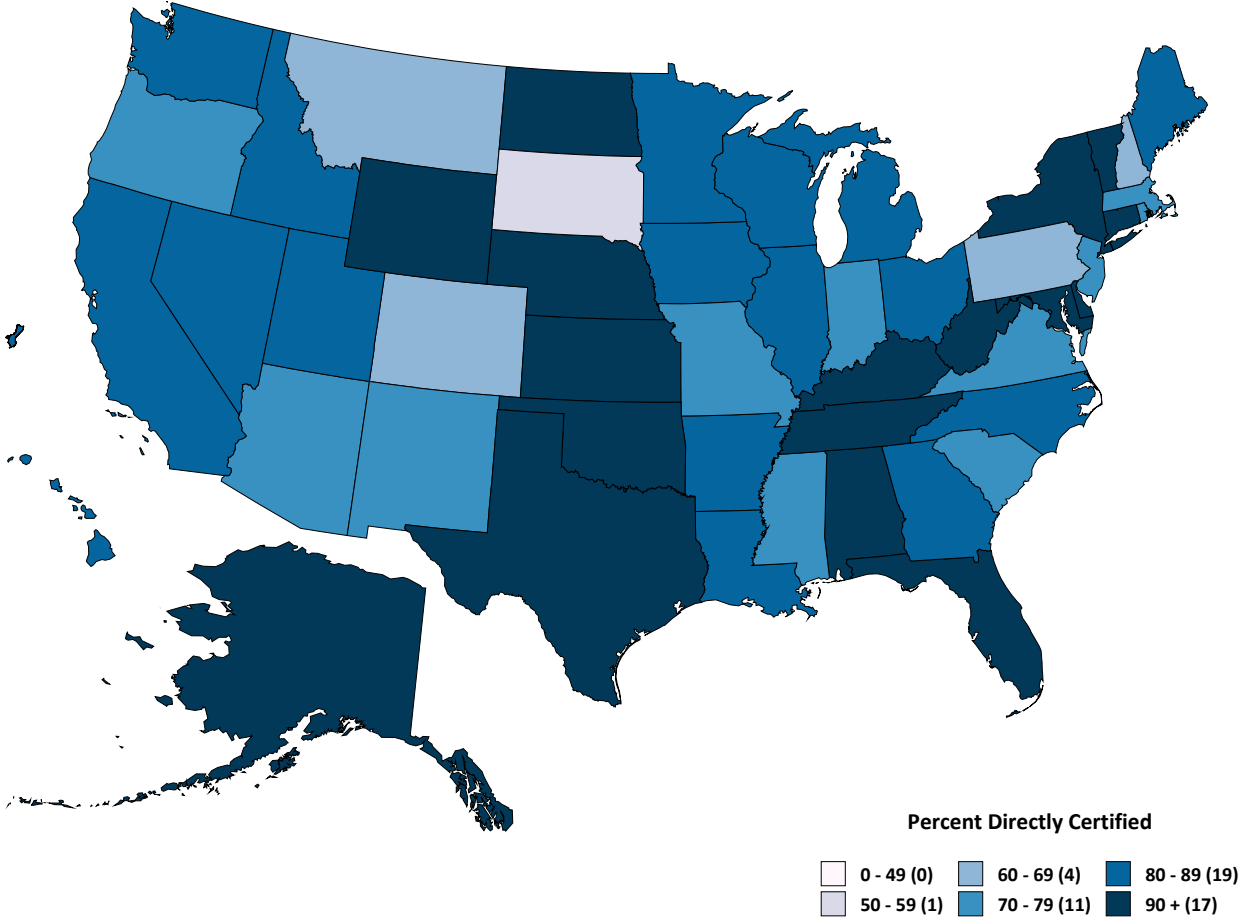 Percent Directly Certified
0 - 49 (0) 60 - 69 (4) 80 - 89 (19)
50 - 59 (1) 70 - 79 (11) 90 + (17)